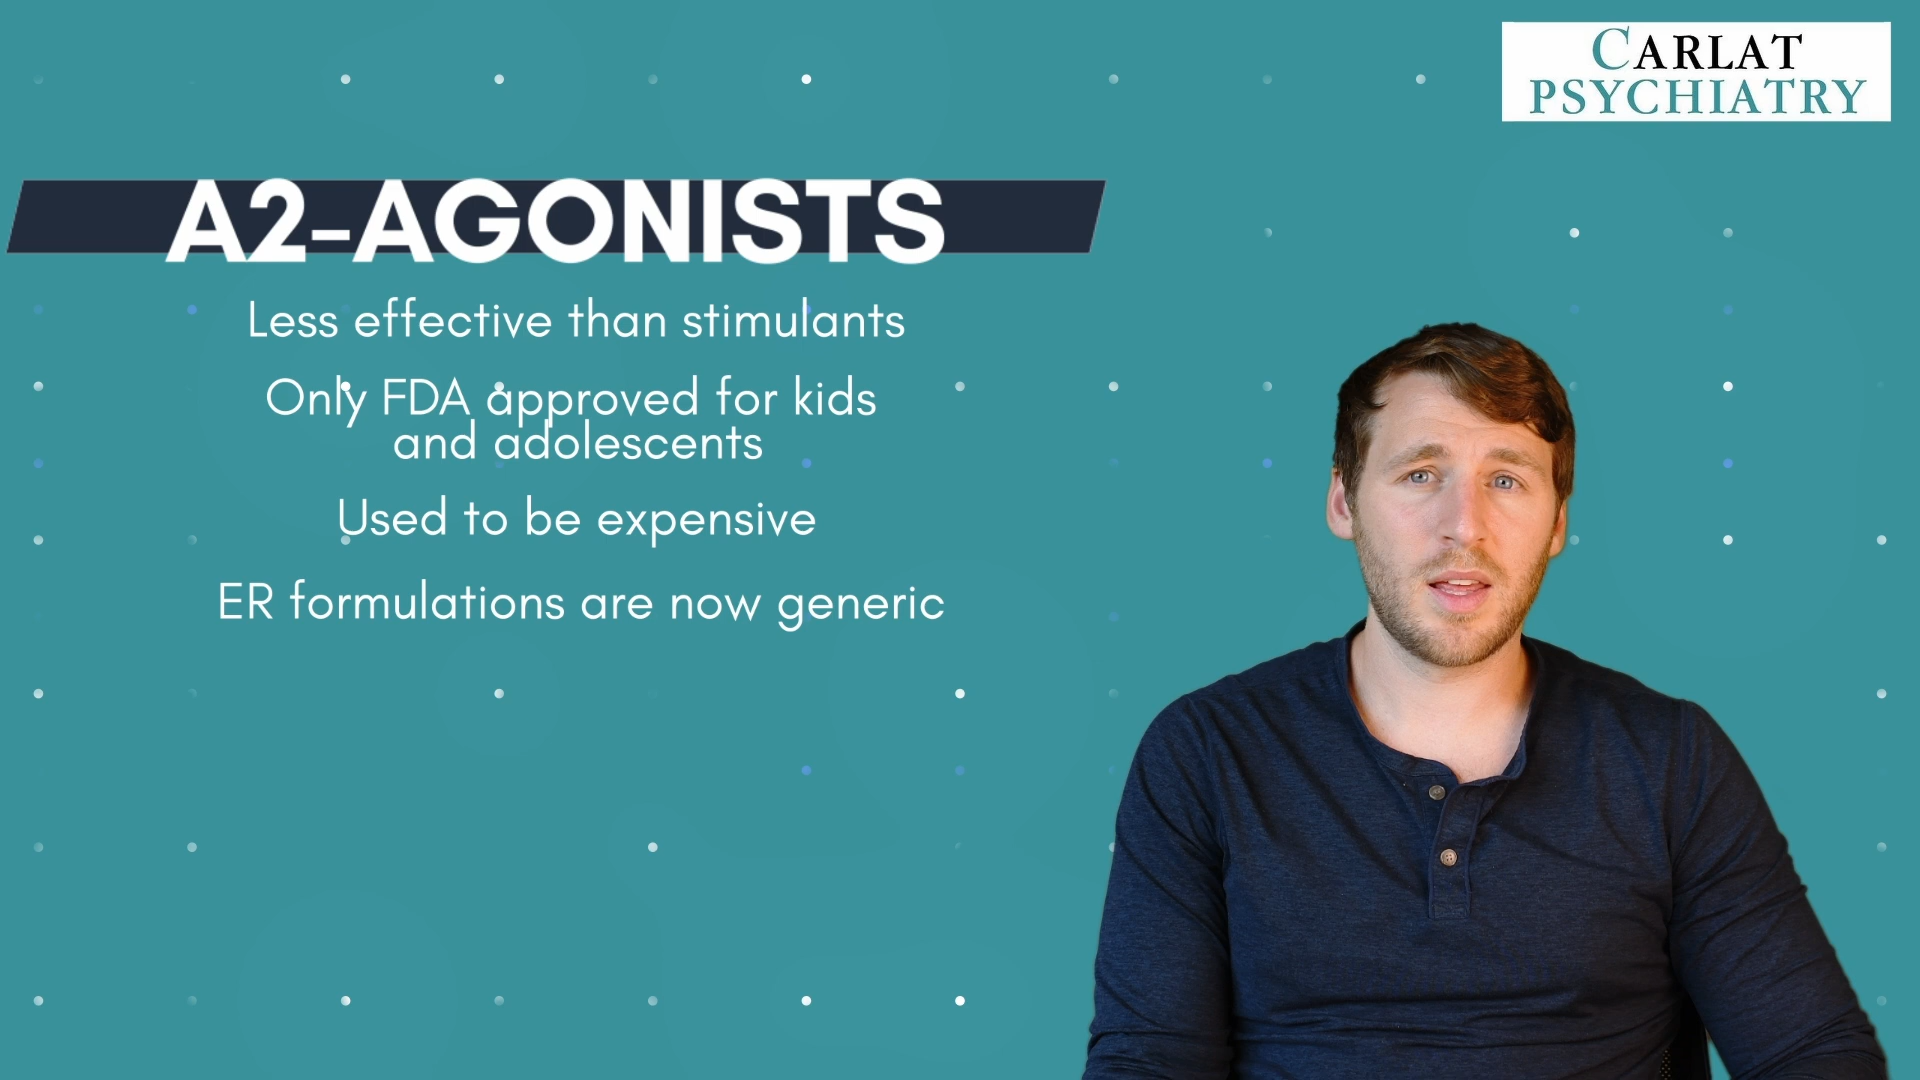 CARLAT
PSYCHIATRY
A2-AGONISTS
Less effective than stimulants
Only FDA approved for kids
and adolescents
Used to be expensive
ER formulations are now generic